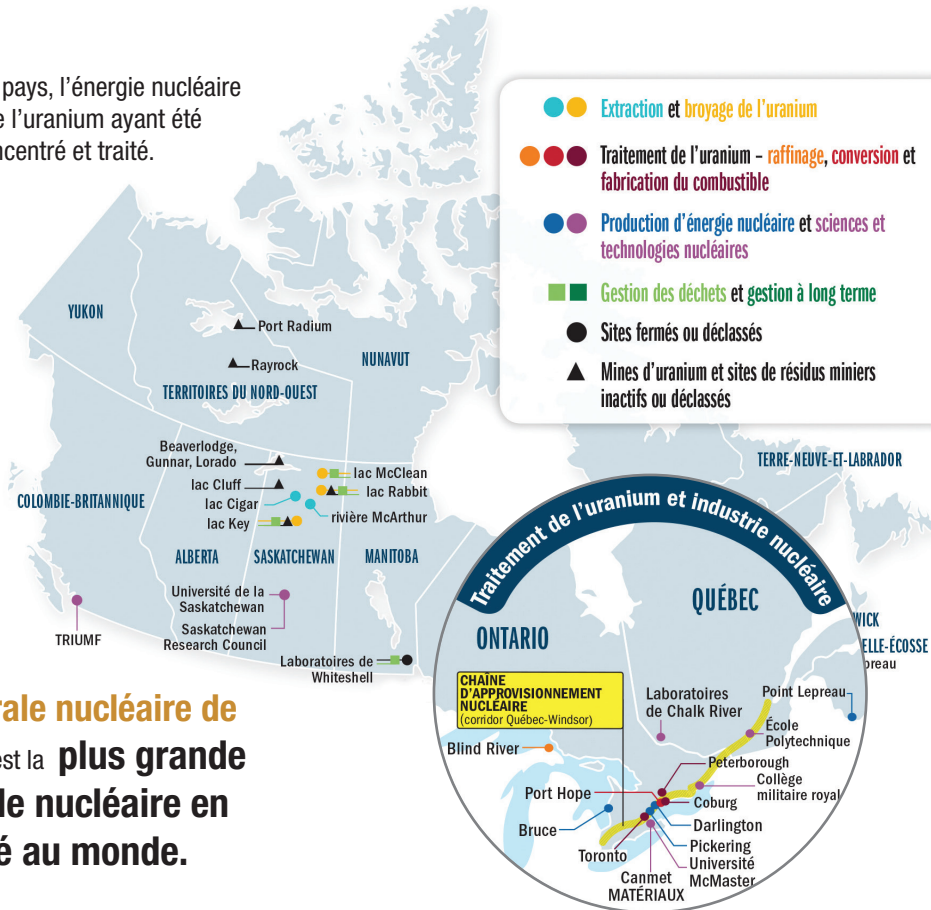 pays, l’énergie nucléaire
l’uranium ayant été
et traité.
Extraction et broyage de l’uranium
Traitement de l’uranium – raffinage, conversion et
fabrication du combustible
Production d’énergie nucléaire et sciences et
technologies nucléaires
Gestion des déchets et gestion à long terme
Sites fermés ou déclassés
Mines d’uranium et sites de résidus miniers
inactifs ou déclassés
YUKON
Port Radium
Rayrock
NUNAVUT
TERRITOIRES DU NORD-OUEST
Beaverlodge,
Gunnar, Lorado
lac McClean
lac Cluff
lac Rabbit
lac Cigar
rivière McArthur
lac Key
COLOMBIE-BRITANNIQUE
ALBERTA
SASKATCHEWAN
MANITOBA
TERRE-NEUVE-ET-LABRADOR
Université de la
Saskatchewan
Saskatchewan
Research Council
TRIUMF
Laboratoires de
Whiteshell
Traitement de l’uranium et industrie nucléaire
QUÉBEC
ONTARIO
WICK
ELLE-ÉCOSSE
preau
CHAÎNE
D’APPROVISIONNEMENT
NUCLÉAIRE
(corridor Québec-Windsor)
Laboratoires
de Chalk River
Point Lepreau
École
Polytechnique
Blind River
Peterborough
Collège
militaire royal
Port Hope
Coburg
Bruce
Darlington
Pickering
Toronto
Université
McMaster
Canmet
MATÉRIAUX
rale nucléaire de
est la plus grande
le nucléaire en
é au monde.